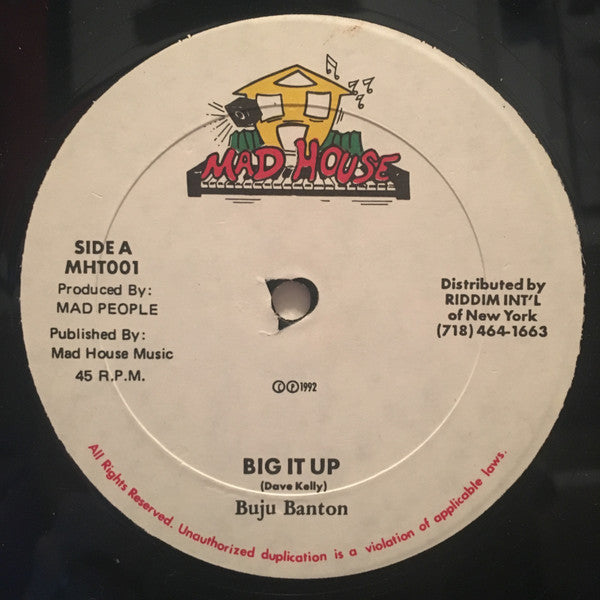 MAD HOUSE
SIDE A
MHT001
Produced By:
MAD PEOPLE
Published By:
Mad House Music
45 R.P.M.
Distributed by
RIDDIM INT'L
of New York
(718) 464-1663
©℗1992
BIG IT UP
(Dave Kelly)
Buju Banton
All Rights Reserved. Unauthorized duplication is a violation of applicable laws.